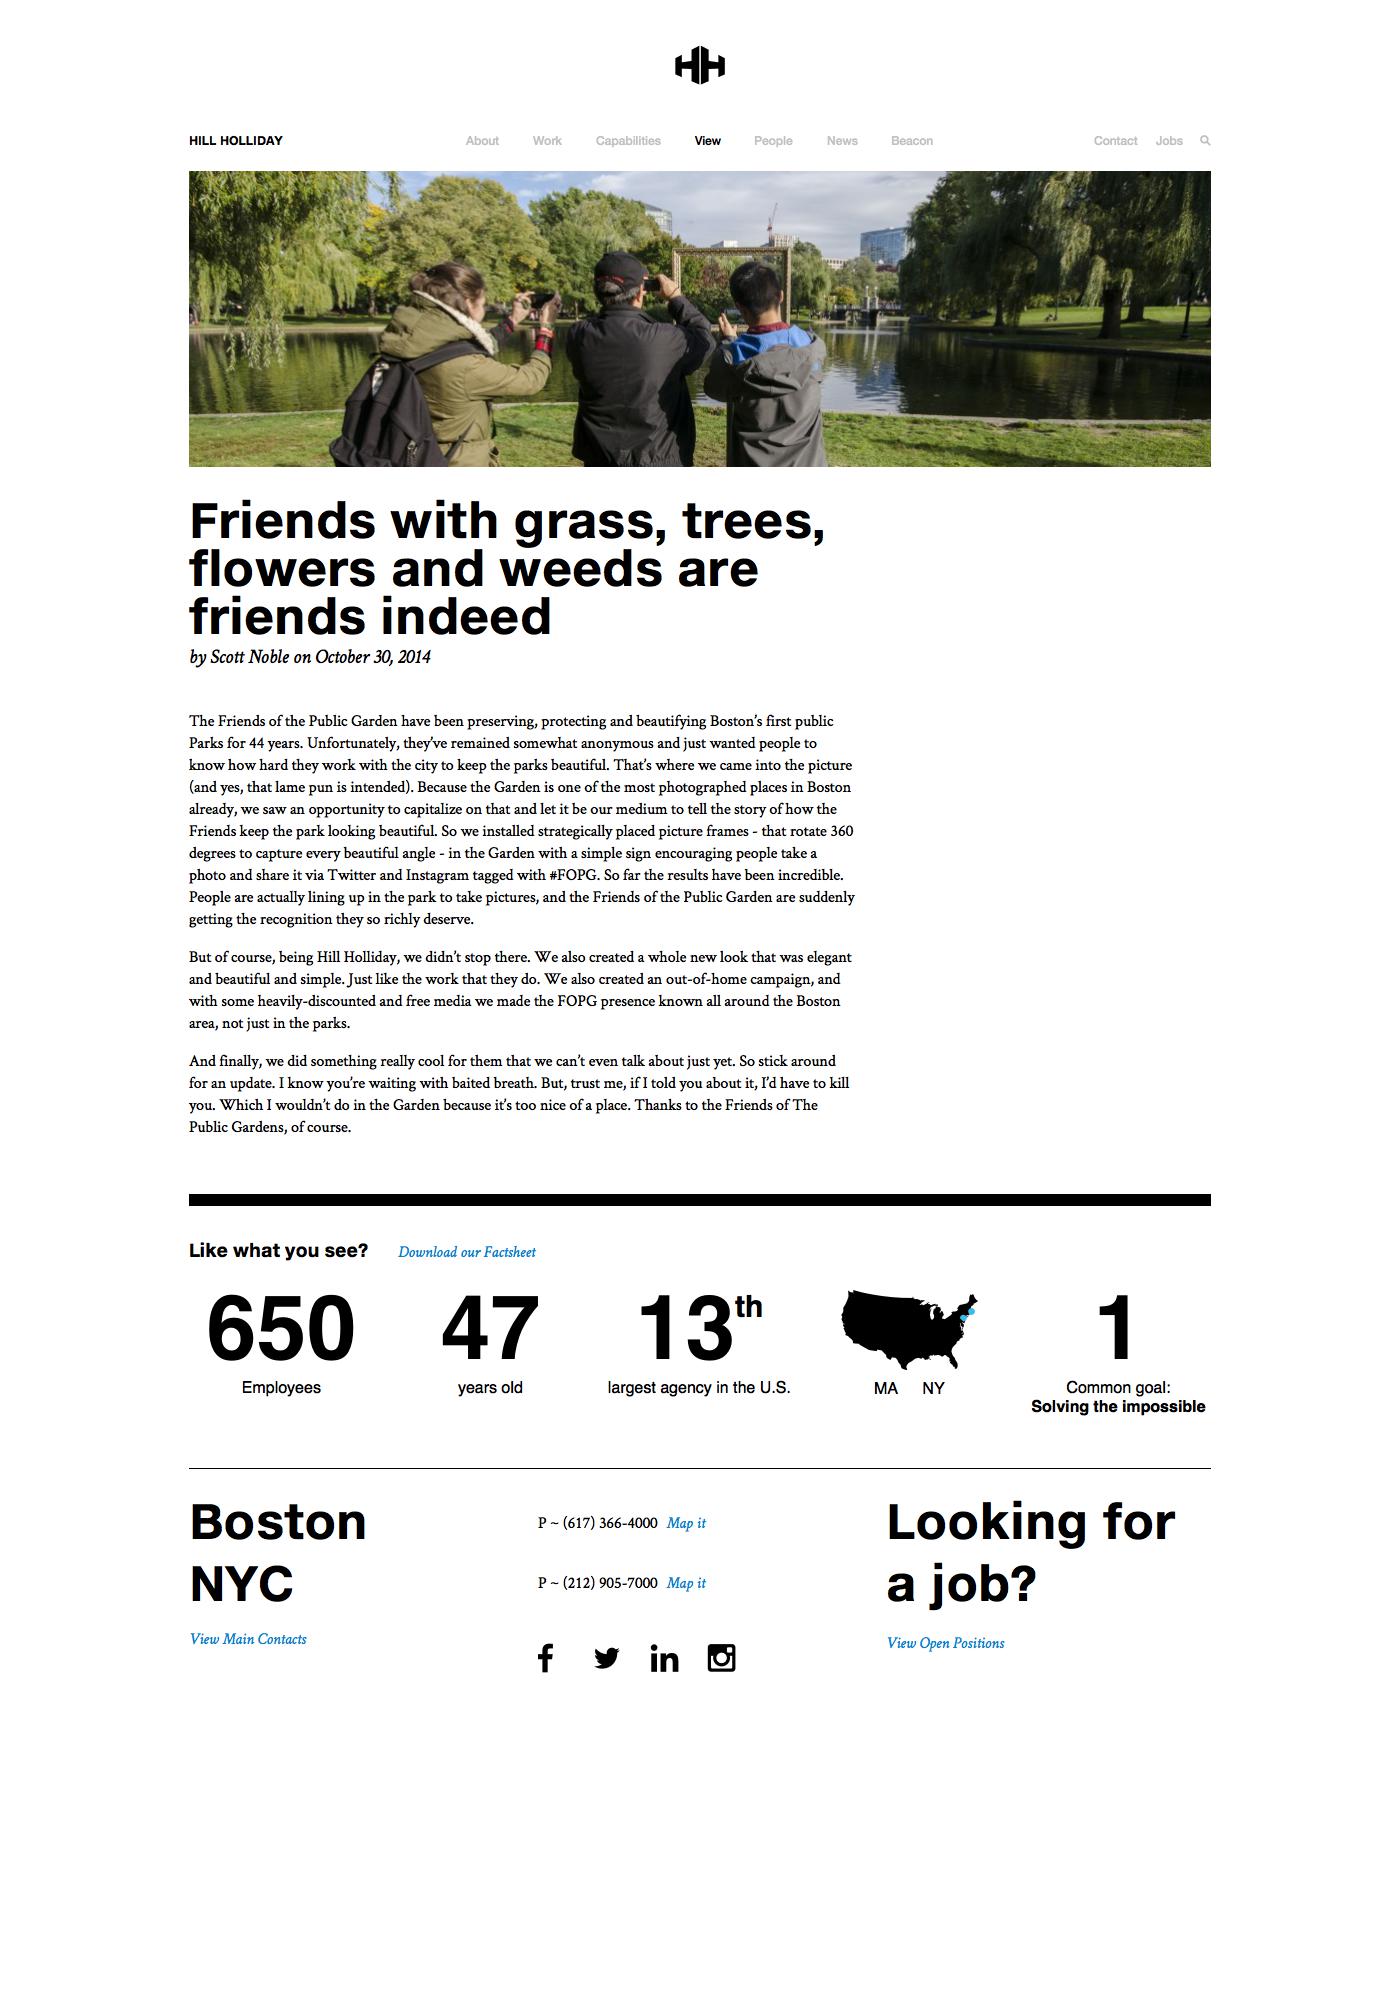 HILL HOLLIDAY
About Work Capabilities View People News Beacon
Contact Jobs
Friends with grass, trees,
flowers and weeds are
friends indeed
by Scott Noble on October 30, 2014
The Friends of the Public Garden have been preserving, protecting and beautifying Boston’s first public
Parks for 44 years. Unfortunately, they’ve remained somewhat anonymous and just wanted people to
know how hard they work with the city to keep the parks beautiful. That’s where we came into the picture
(and yes, that lame pun is intended). Because the Garden is one of the most photographed places in Boston
already, we saw an opportunity to capitalize on that and let it be our medium to tell the story of how the
Friends keep the park looking beautiful. So we installed strategically placed picture frames - that rotate 360
degrees to capture every beautiful angle - in the Garden with a simple sign encouraging people take a
photo and share it via Twitter and Instagram tagged with #FOPG. So far the results have been incredible.
People are actually lining up in the park to take pictures, and the Friends of the Public Garden are suddenly
getting the recognition they so richly deserve.
But of course, being Hill Holliday, we didn’t stop there. We also created a whole new look that was elegant
and beautiful and simple. Just like the work that they do. We also created an out-of-home campaign, and
with some heavily-discounted and free media we made the FOPG presence known all around the Boston
area, not just in the parks.
And finally, we did something really cool for them that we can’t even talk about just yet. So stick around
for an update. I know you’re waiting with baited breath. But, trust me, if I told you about it, I’d have to kill
you. Which I wouldn’t do in the Garden because it’s too nice of a place. Thanks to the Friends of The
Public Gardens, of course.
Like what you see? Download our Factsheet
650
Employees
47
years old
13th
largest agency in the U.S.
MA NY
1
Common goal:
Solving the impossible
Boston
NYC
View Main Contacts
P ~ (617) 366-4000 Map it
P ~ (212) 905-7000 Map it
Looking for
a job?
View Open Positions